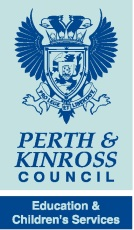 PERTH &
KINROSS
COUNCIL
Education &
Children's Services